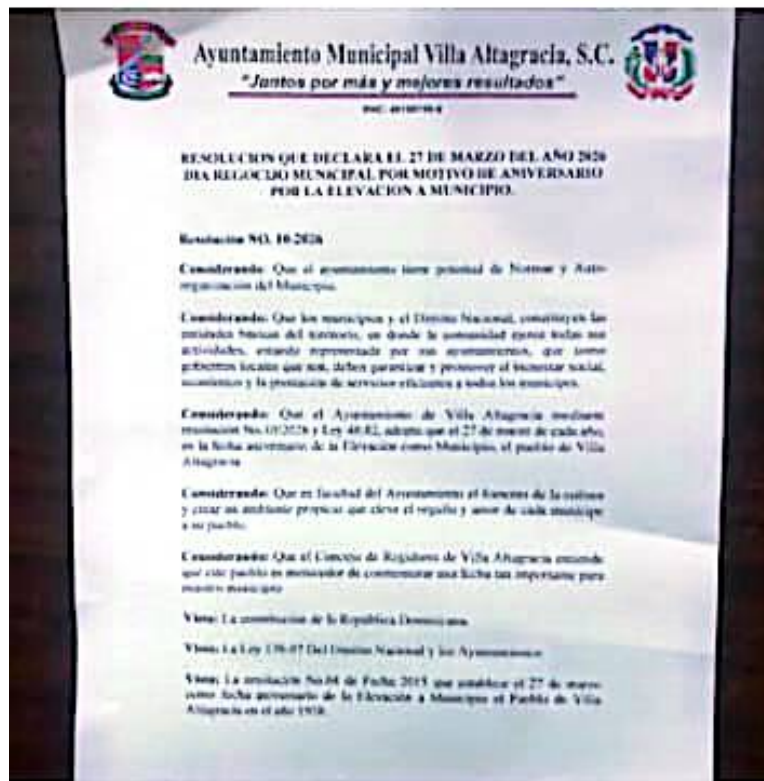 Ayuntamiento Municipal Villa Altagracia, S.C.
"Juntos por más y mejores resultados"
RESOLUCION QUE DECLARA EL 27 DE MARZO DEL AÑO 2026
DIA REGOCIJO MUNICIPAL POR MOTIVO DE ANIVERSARIO
POR LA ELEVACION A MUNICIPIO.
Resolución NO. 10-2026
Considerando: Que el ayuntamiento tiene potestad de Normar y Auto-
organización del Municipio.
Considerando: Que los municipios y el Distrito Nacional, constituyen las
entidades básicas del territorio, en donde la comunidad ejerce todas sus
actividades, estando representada por sus ayuntamientos, que como
gobiernos locales que son, deben garantizar y promover el bienestar social,
económico y la prestación de servicios eficientes a todos los munícipes.
Considerando: Que el Ayuntamiento de Villa Altagracia mediante
resolución No. y Ley adopta que el 27 de marzo de cada año,
es la fecha aniversario de la Elevación como Municipio, el pueblo de Villa
Altagracia
Considerando: Que es facultad del Ayuntamiento el fomento de la cultura
y crear un ambiente propicio que eleve el orgullo y amor de cada munícipe
a su pueblo.
Considerando: Que el Concejo de Regidores de Villa Altagracia entiende
que este pueblo es merecedor de conmemorar una fecha tan importante para
nuestro municipio
Vista: La constitución de la República Dominicana
Vista: La Ley 176-07 Del Distrito Nacional y los Ayuntamientos
Vista: La resolución No.04 de Fecha 2015 que establece el 27 de marzo
como fecha aniversario de la Elevación a Municipio el Pueblo de Villa
Altagracia en el año